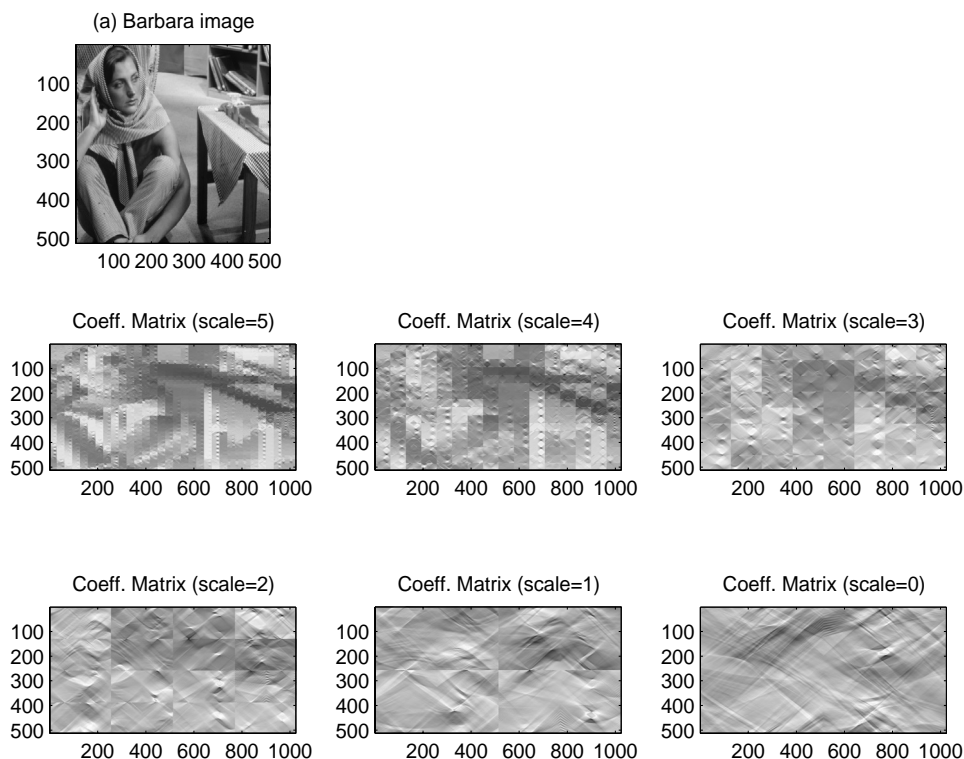 (a) Barbara image
100
200
300
400
500
100 200 300 400 500
Coeff. Matrix (scale=5)
100
200
300
400
500
200 400 600 800 1000
Coeff. Matrix (scale=4)
100
200
300
400
500
200 400 600 800 1000
Coeff. Matrix (scale=3)
100
200
300
400
500
200 400 600 800 1000
Coeff. Matrix (scale=2)
100
200
300
400
500
200 400 600 800 1000
Coeff. Matrix (scale=1)
100
200
300
400
500
200 400 600 800 1000
Coeff. Matrix (scale=0)
100
200
300
400
500
200 400 600 800 1000